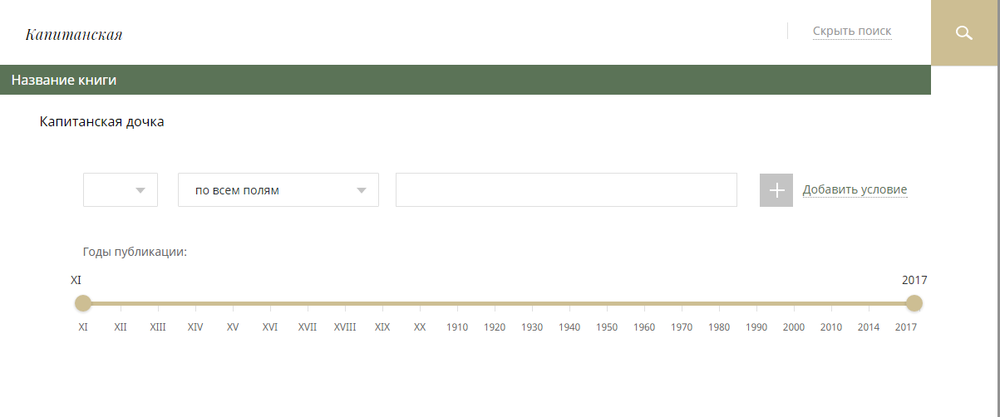 Капитанская
Скрыть поиск
Название книги
Капитанская дочка
по всем полям
Добавить условие
Годы публикации:
XI 2017
XI XII XIII XIV XV XVI XVII XVIII XIX XX 1910 1920 1930 1940 1950 1960 1970 1980 1990 2000 2010 2014 2017